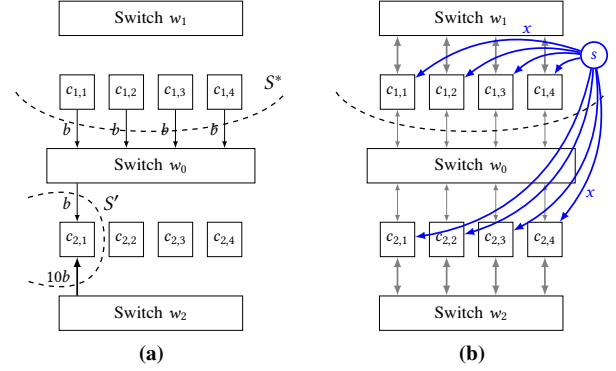 Switch w₁
c₁,₁ c₁,₂ c₁,₃ c₁,₄ S*
b b b b
Switch w₀
b S′
c₂,₁ c₂,₂ c₂,₃ c₂,₄
10b
Switch w₂
(a)
Switch w₁
x s
c₁,₁ c₁,₂ c₁,₃ c₁,₄
Switch w₀
x
c₂,₁ c₂,₂ c₂,₃ c₂,₄
Switch w₂
(b)